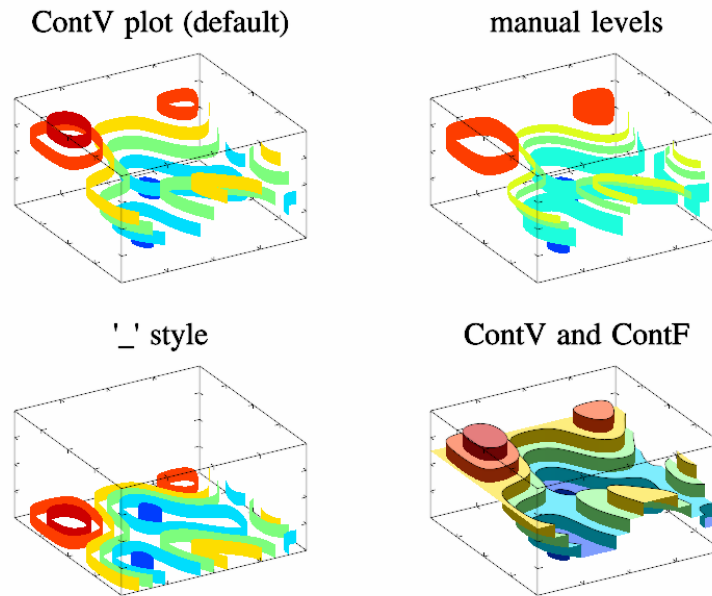 ContV plot (default)
manual levels
'_' style
ContV and ContF